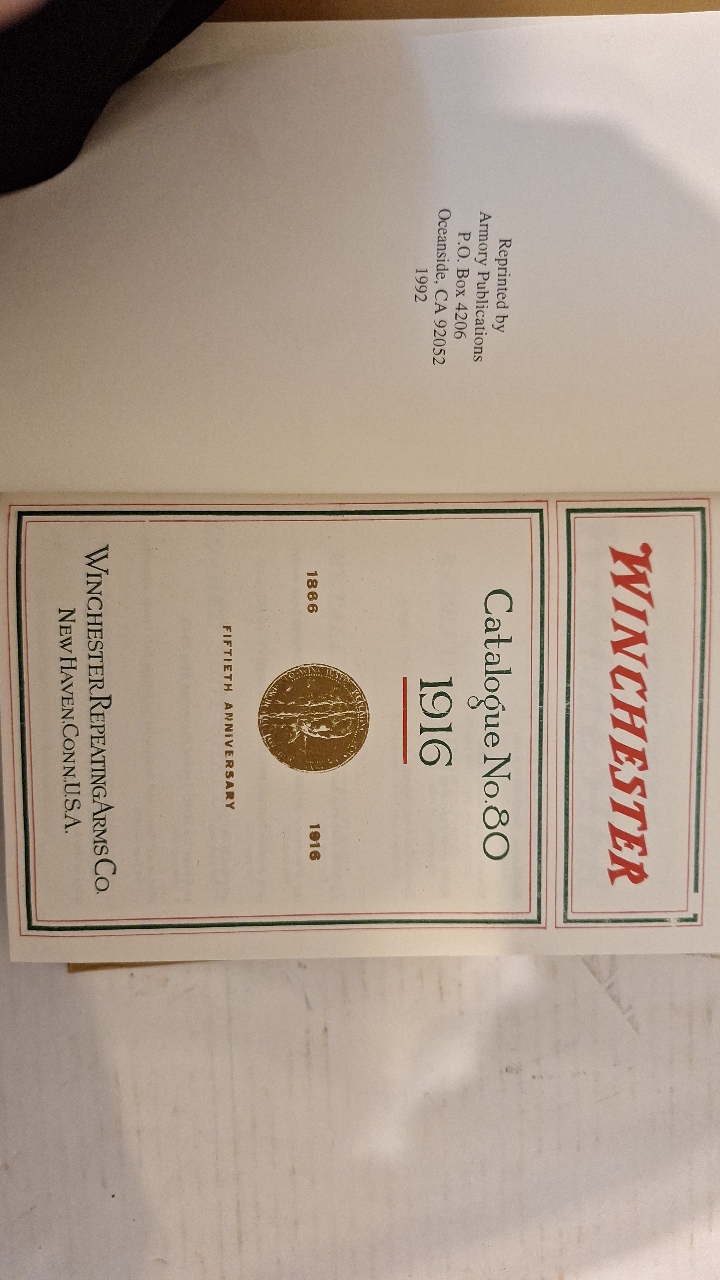 Reprinted by
Armory Publications
P.O. Box 4206
Oceanside, CA 92052
1992
WINCHESTER
Catalogue No. 80
1916
1866
1916
FIFTIETH ANNIVERSARY
WINCHESTER REPEATING ARMS CO.
NEW HAVEN, CONN. U.S.A.